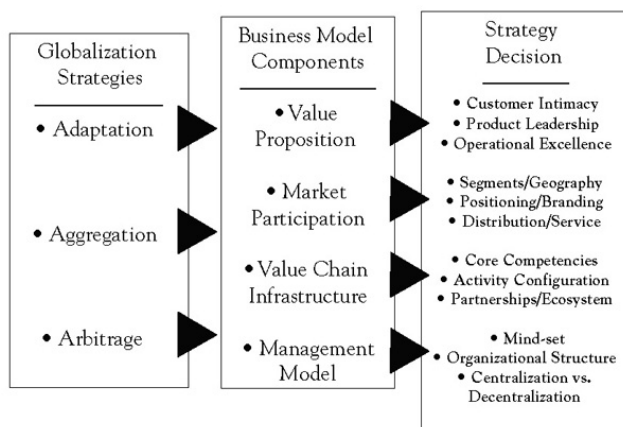 Globalization
Strategies
• Adaptation
• Aggregation
• Arbitrage
Business Model
Components
• Value
Proposition
• Market
Participation
• Value Chain
Infrastructure
• Management
Model
Strategy
Decision
• Customer Intimacy
• Product Leadership
• Operational Excellence
• Segments/Geography
• Positioning/Branding
• Distribution/Service
• Core Competencies
• Activity Configuration
• Partnerships/Ecosystem
• Mind-set
• Organizational Structure
• Centralization vs.
Decentralization